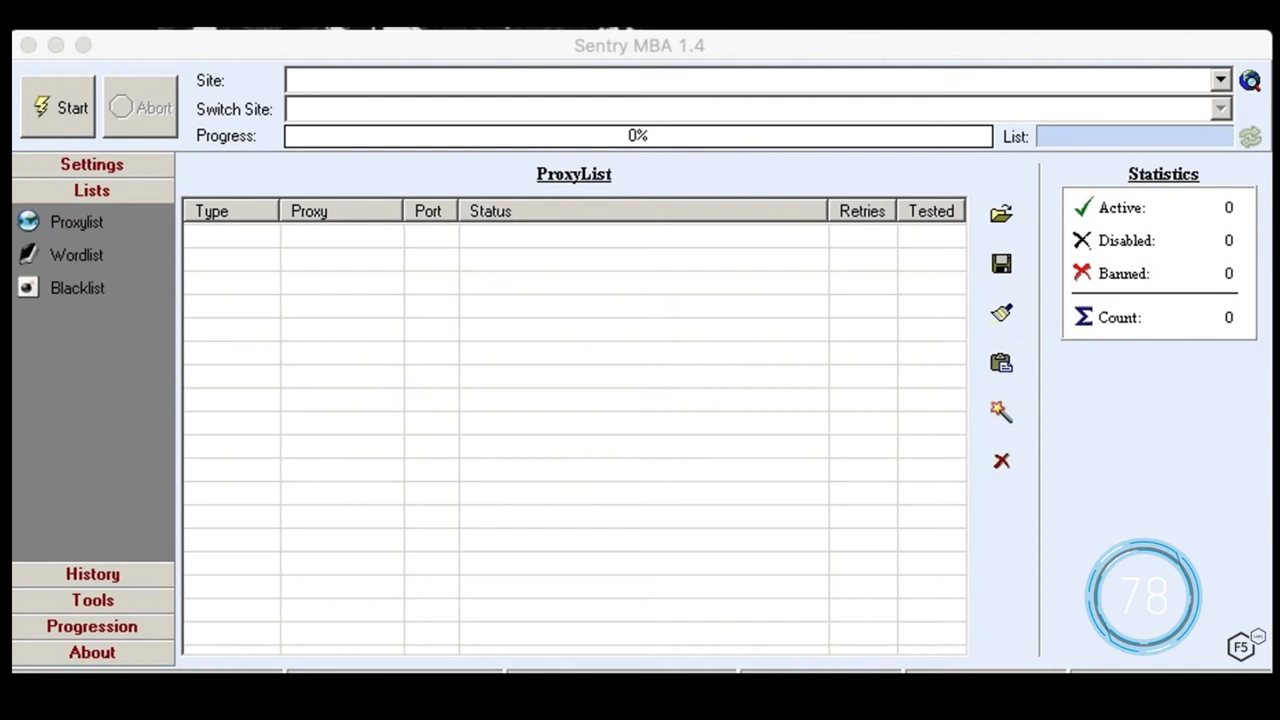 Sentry MBA 1.4
Start
Abort
Site:
Switch Site:
Progress:
0%
List:
Settings
Lists
Proxylist
Wordlist
Blacklist
History
Tools
Progression
About
ProxyList
Type Proxy Port Status Retries Tested
Statistics
Active: 0
Disabled: 0
Banned: 0
Σ Count: 0
78
F5